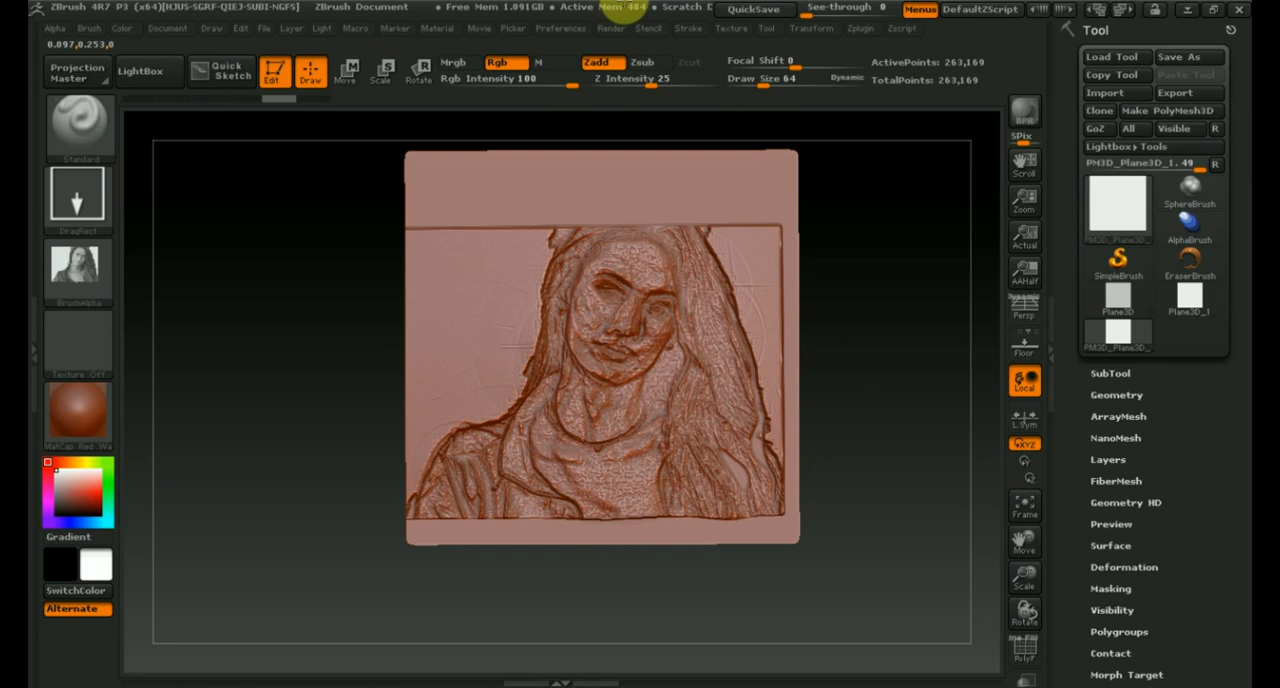 ZBrush 4R7 P3 (x64)[HJUS-SGRF-QIEJ-SUBI-NGFS] ZBrush Document • Free Mem 1.091GB • Active Mem 484 • Scratch D QuickSave See-through 0 Menus DefaultZScript
Alpha Brush Color Document Draw Edit File Layer Light Macro Marker Material Movie Picker Preferences Render Stencil Stroke Texture Tool Transform Zplugin Zscript
0.097,0.253,0
Projection Master
LightBox
Quick Sketch
Edit
Draw
Move
Scale
Rotate
Mrgb Rgb M
Rgb Intensity 100
Zadd Zsub Zcut
Z Intensity 25
Focal Shift 0
Draw Size 64 Dynamic
ActivePoints: 263,169
TotalPoints: 263,169
Standard
DragRect
BrushAlpha
Texture Off
MatCap Red Wa
Gradient
SwitchColor
Alternate
BPR
SPix
Scroll
Zoom
Actual
AAHalf
Dynamic
Persp
Floor
Local
L.Sym
XYZ
Frame
Move
Scale
Rotate
Line Fill
PolyF
Tool
Load Tool Save As
Copy Tool Paste Tool
Import Export
Clone Make PolyMesh3D
GoZ All Visible R
Lightbox▸Tools
PM3D_Plane3D_1. 49 R
PM3D_Plane3D_
SphereBrush
AlphaBrush
SimpleBrush EraserBrush
Plane3D Plane3D_1
PM3D_Plane3D_
SubTool
Geometry
ArrayMesh
NanoMesh
Layers
FiberMesh
Geometry HD
Preview
Surface
Deformation
Masking
Visibility
Polygroups
Contact
Morph Target